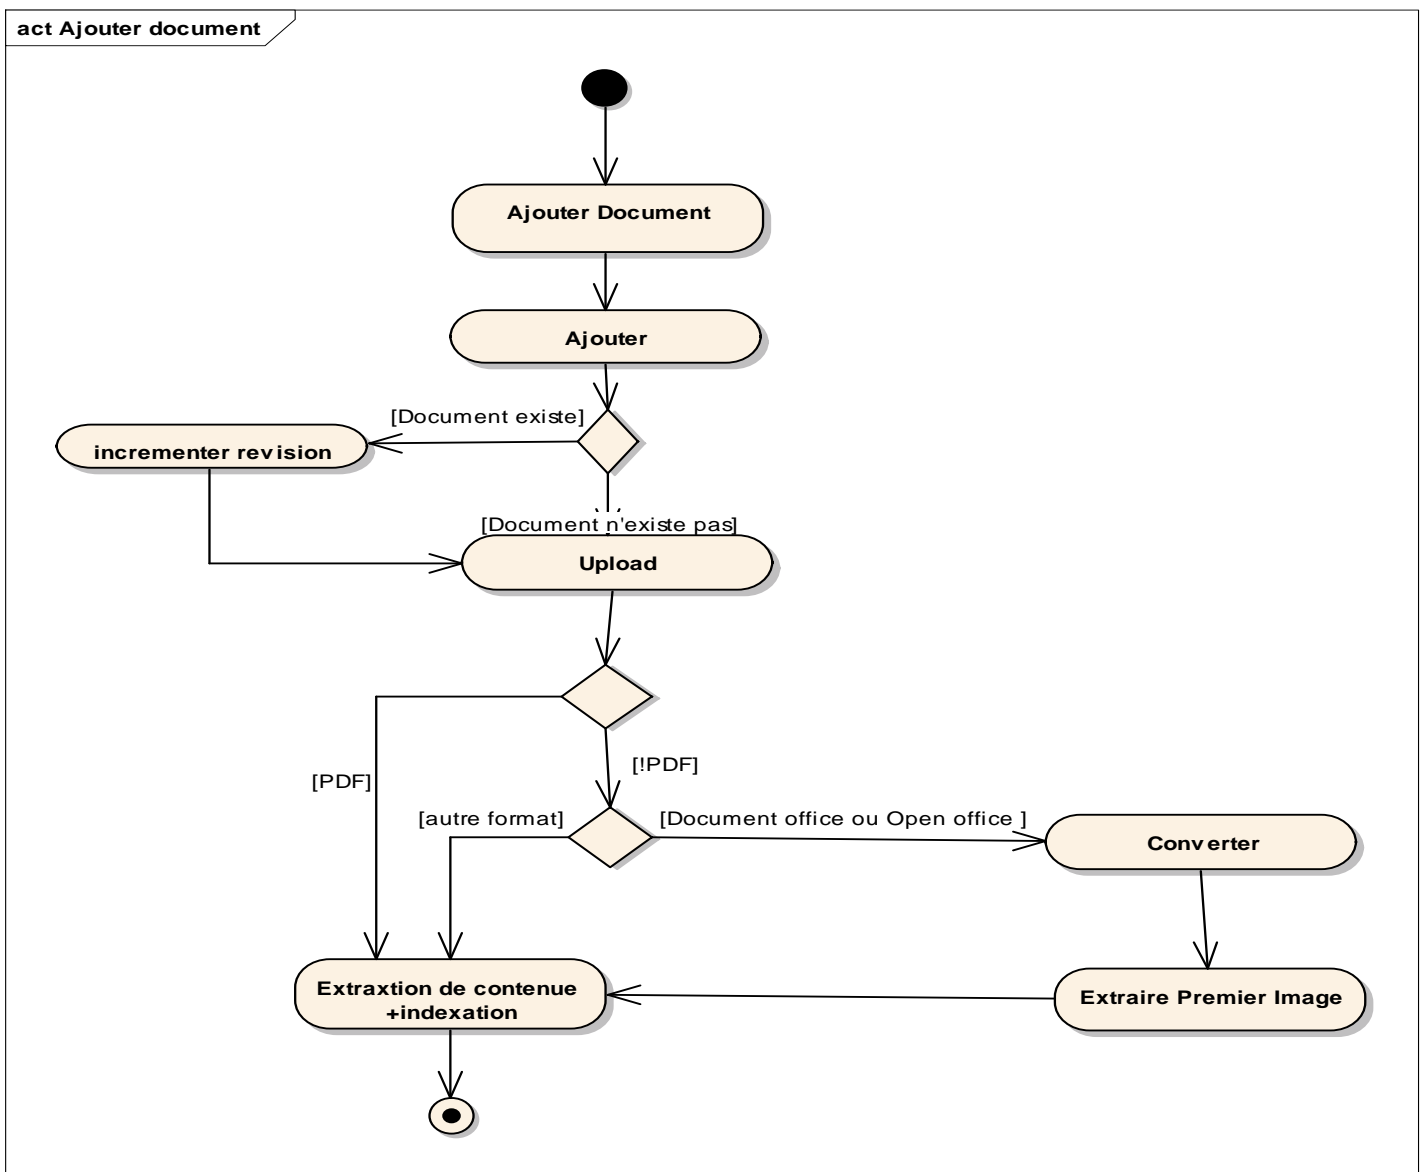 act Ajouter document
Ajouter Document
Ajouter
[Document existe]
incrementer revision
[Document n'existe pas]
Upload
[!PDF]
[PDF]
[autre format]
[Document office ou Open office ]
Converter
Extraxtion de contenue
+indexation
Extraire Premier Image